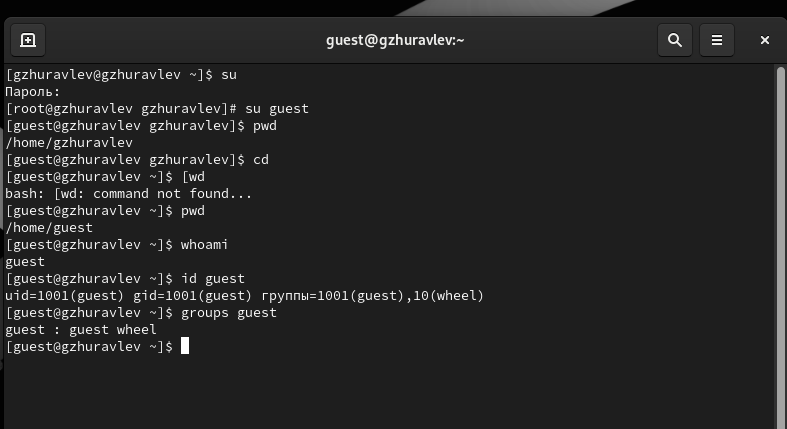 guest@gzhuravlev:~
[gzhuravlev@gzhuravlev ~]$ su
Пароль:
[root@gzhuravlev gzhuravlev]# su guest
[guest@gzhuravlev gzhuravlev]$ pwd
/home/gzhuravlev
[guest@gzhuravlev gzhuravlev]$ cd
[guest@gzhuravlev ~]$ [wd
bash: [wd: command not found...
[guest@gzhuravlev ~]$ pwd
/home/guest
[guest@gzhuravlev ~]$ whoami
guest
[guest@gzhuravlev ~]$ id guest
uid=1001(guest) gid=1001(guest) группы=1001(guest),10(wheel)
[guest@gzhuravlev ~]$ groups guest
guest : guest wheel
[guest@gzhuravlev ~]$